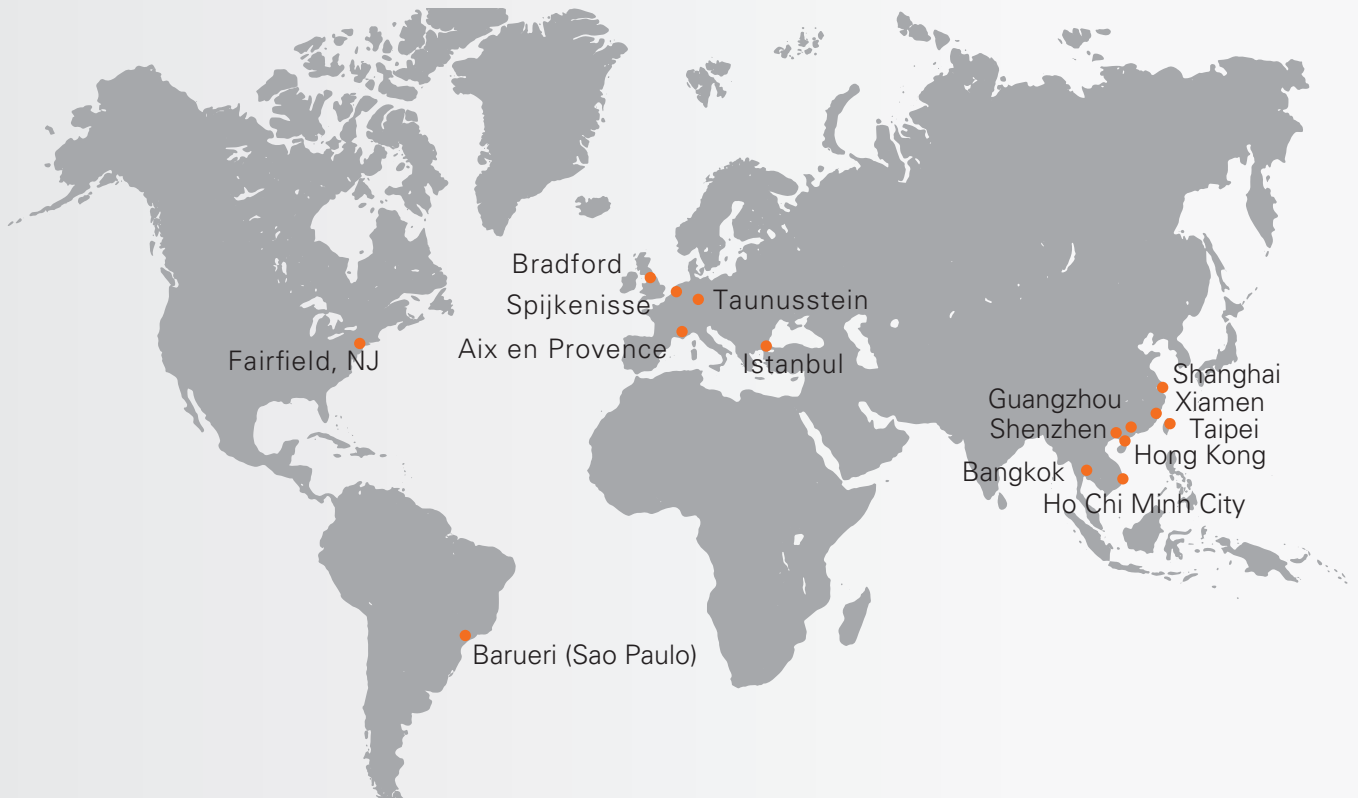 Bradford
Spijkenisse
Taunusstein
Aix en Provence
Istanbul
Fairfield, NJ
Shanghai
Guangzhou
Xiamen
Shenzhen
Taipei
Hong Kong
Bangkok
Ho Chi Minh City
Barueri (Sao Paulo)